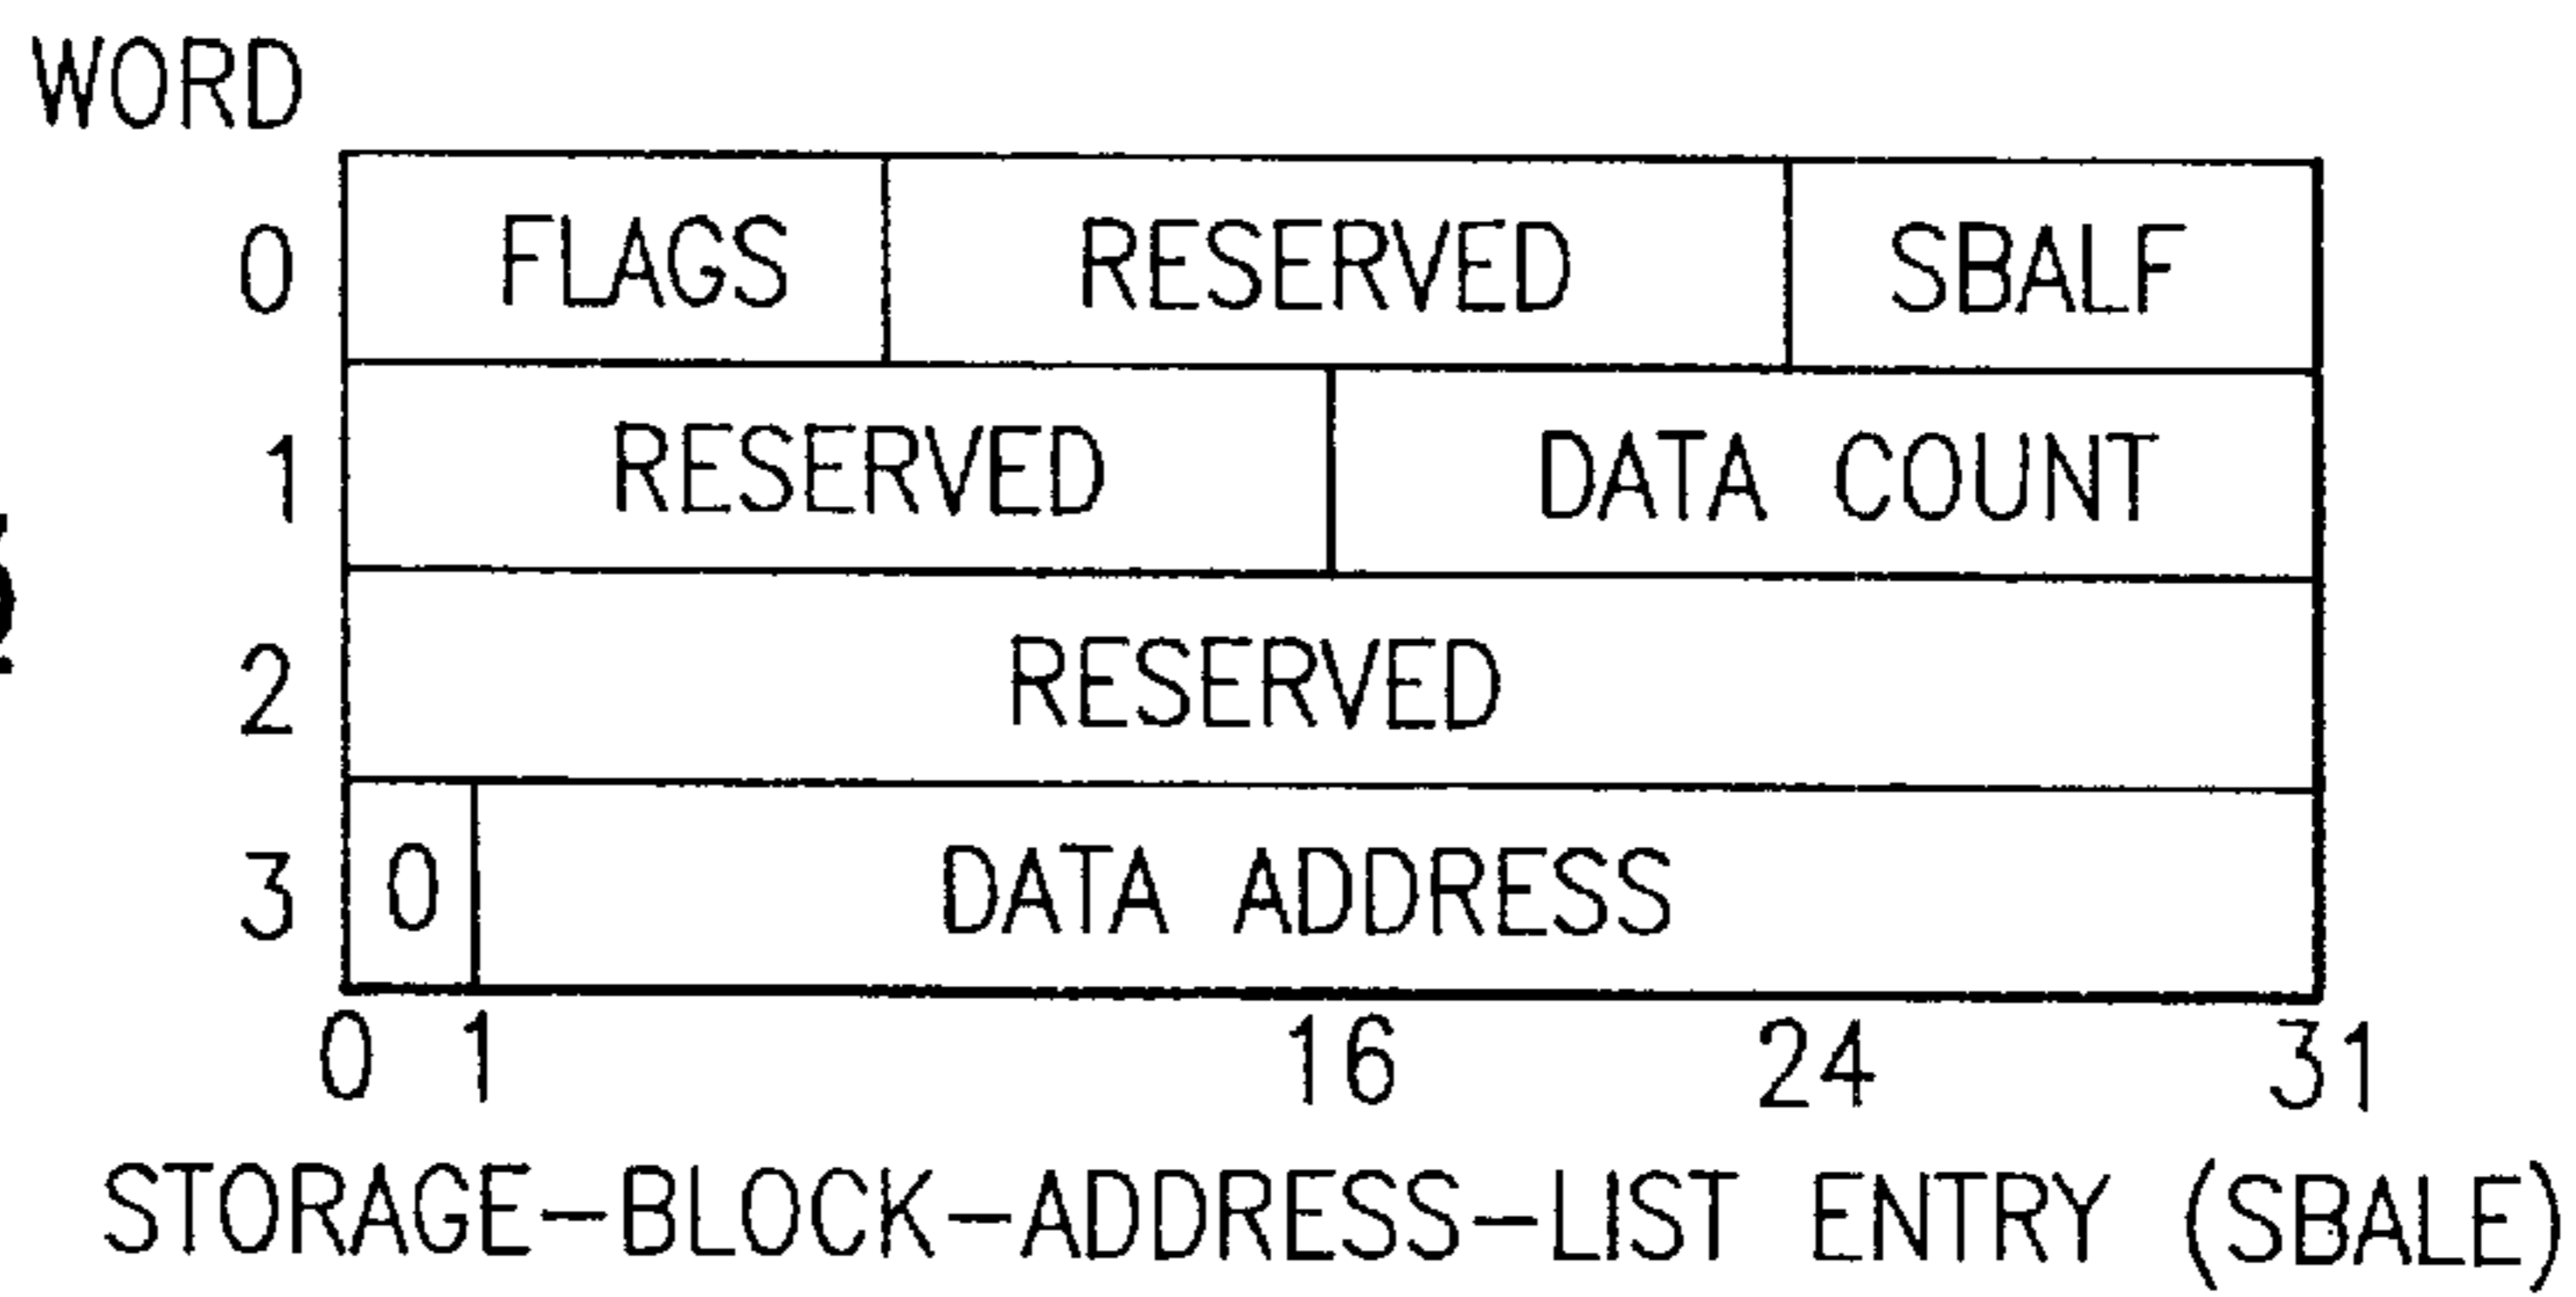 WORD
0 FLAGS RESERVED SBALF
1 RESERVED DATA COUNT
2 RESERVED
3 0 DATA ADDRESS
0 1 16 24 31
STORAGE-BLOCK-ADDRESS-LIST ENTRY (SBALE)